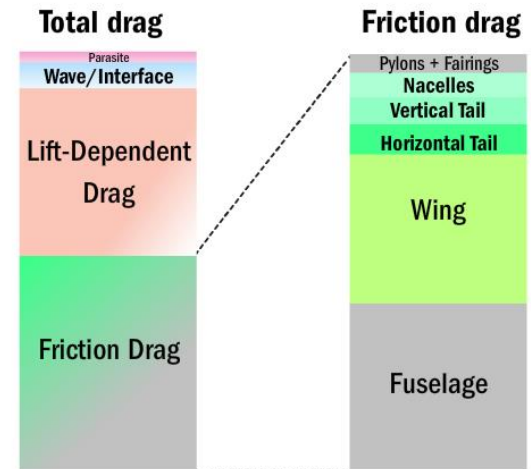 Total drag
Parasite
Wave/Interface
Lift-Dependent
Drag
Friction Drag
Friction drag
Pylons + Fairings
Nacelles
Vertical Tail
Horizontal Tail
Wing
Fuselage